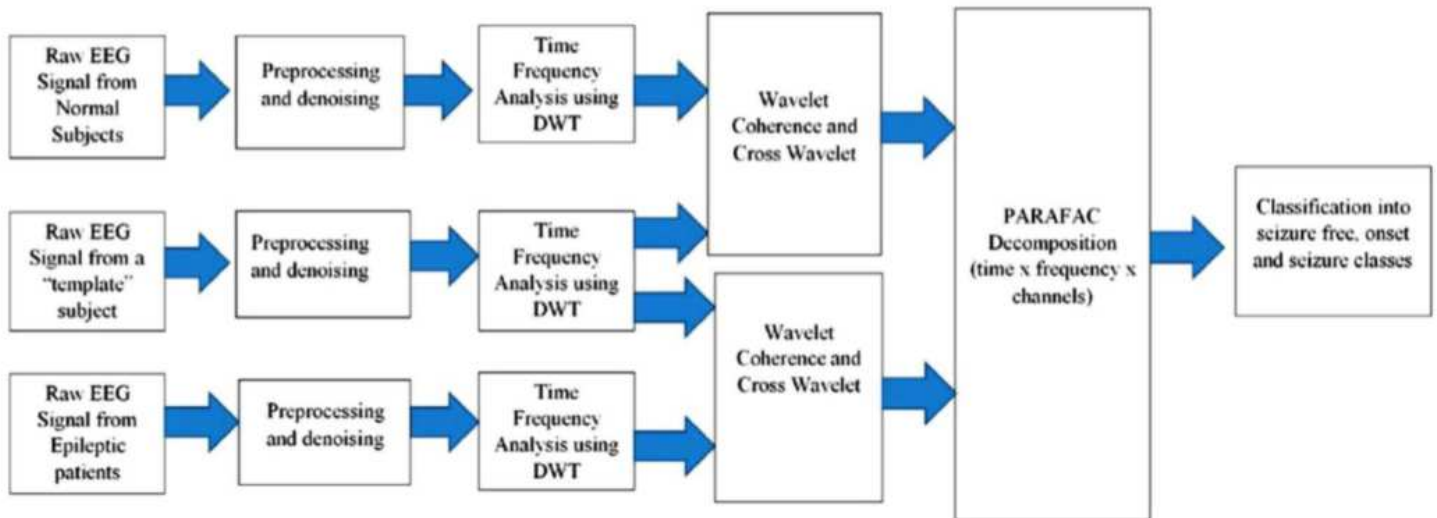 Raw EEG
Signal from
Normal
Subjects
Preprocessing
and denoising
Time
Frequency
Analysis using
DWT
Wavelet
Coherence and
Cross Wavelet
Raw EEG
Signal from a
“template”
subject
Preprocessing
and denoising
Time
Frequency
Analysis using
DWT
Raw EEG
Signal from
Epileptic
patients
Preprocessing
and denoising
Time
Frequency
Analysis using
DWT
Wavelet
Coherence and
Cross Wavelet
PARAFAC
Decomposition
(time x frequency x
channels)
Classification into
seizure free, onset
and seizure classes